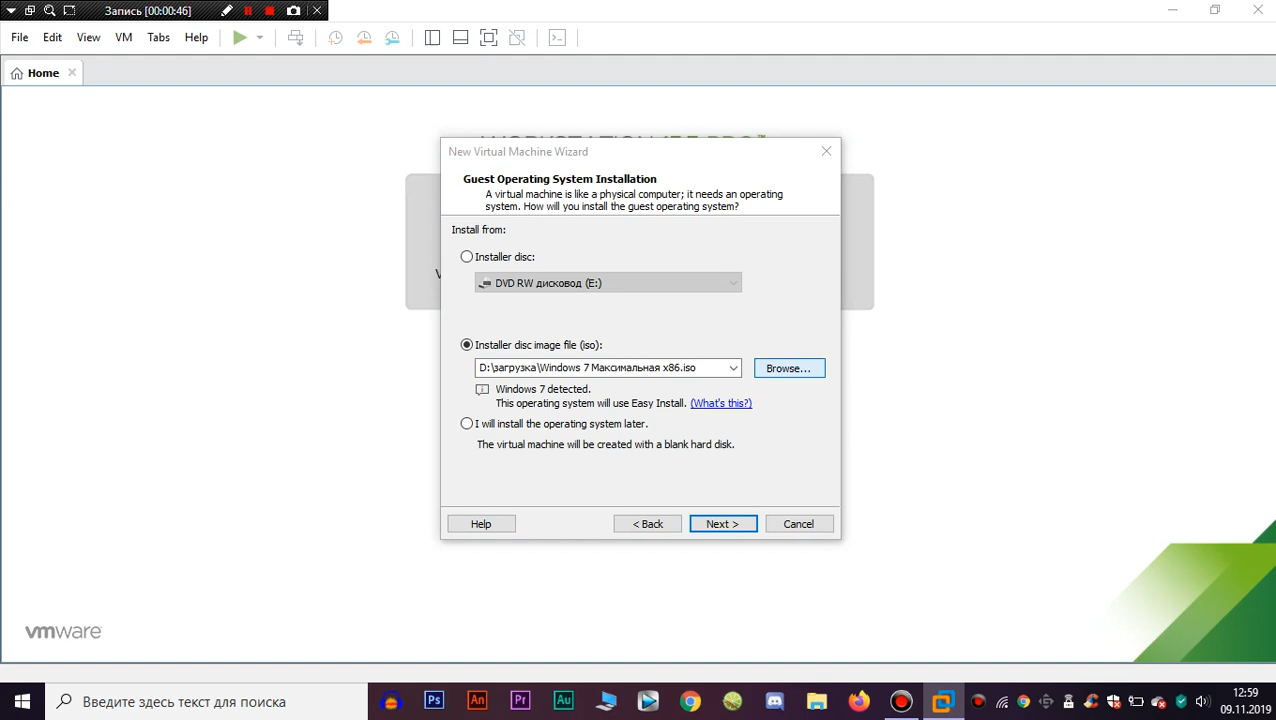 Запись [00:00:46]
File Edit View VM Tabs Help
Home
New Virtual Machine Wizard
Guest Operating System Installation
A virtual machine is like a physical computer; it needs an operating
system. How will you install the guest operating system?
Install from:
Installer disc:
DVD RW дисковод (E:)
Installer disc image file (iso):
D:\загрузка\Windows 7 Максимальная x86.iso
Browse...
Windows 7 detected.
This operating system will use Easy Install. (What's this?)
I will install the operating system later.
The virtual machine will be created with a blank hard disk.
Help < Back Next > Cancel
vmware
Введите здесь текст для поиска
Ps An Pr Au
12:59
09.11.2019